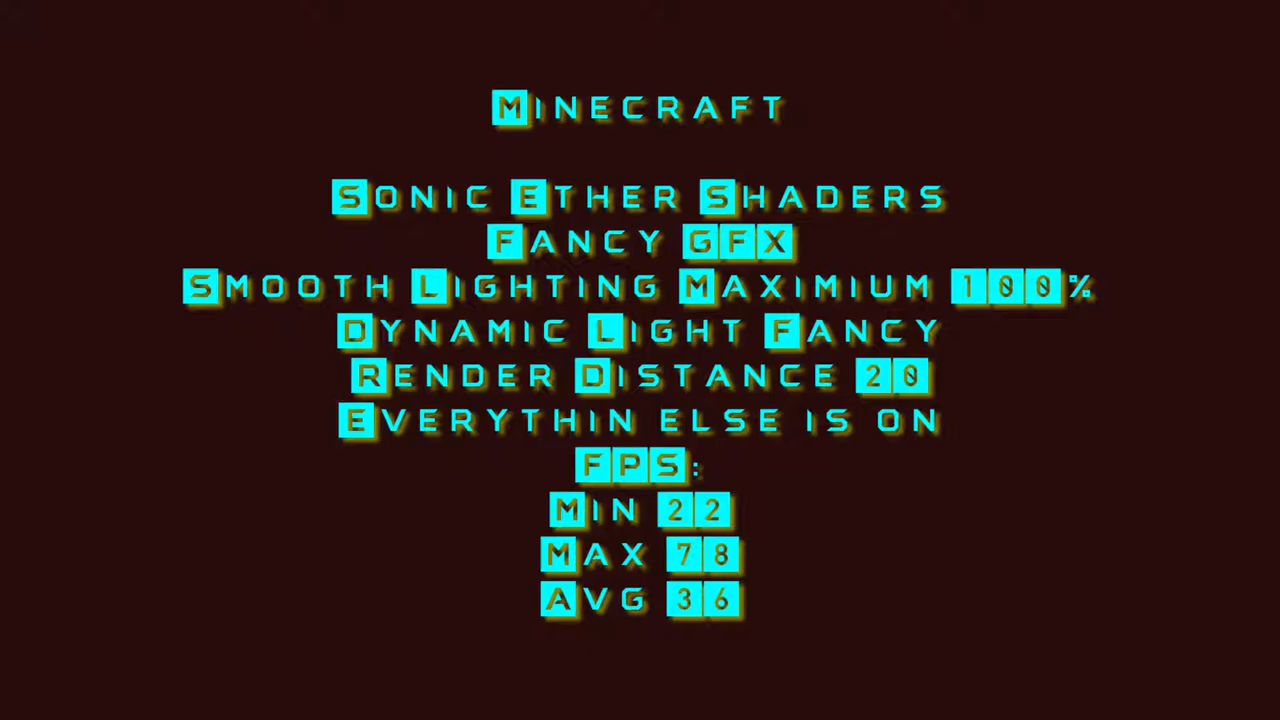 Minecraft
Sonic Ether Shaders
Fancy GFX
Smooth Lighting Maximium 100%
Dynamic Light Fancy
Render Distance 20
Everythin else is on
FPS:
Min 22
Max 78
Avg 36